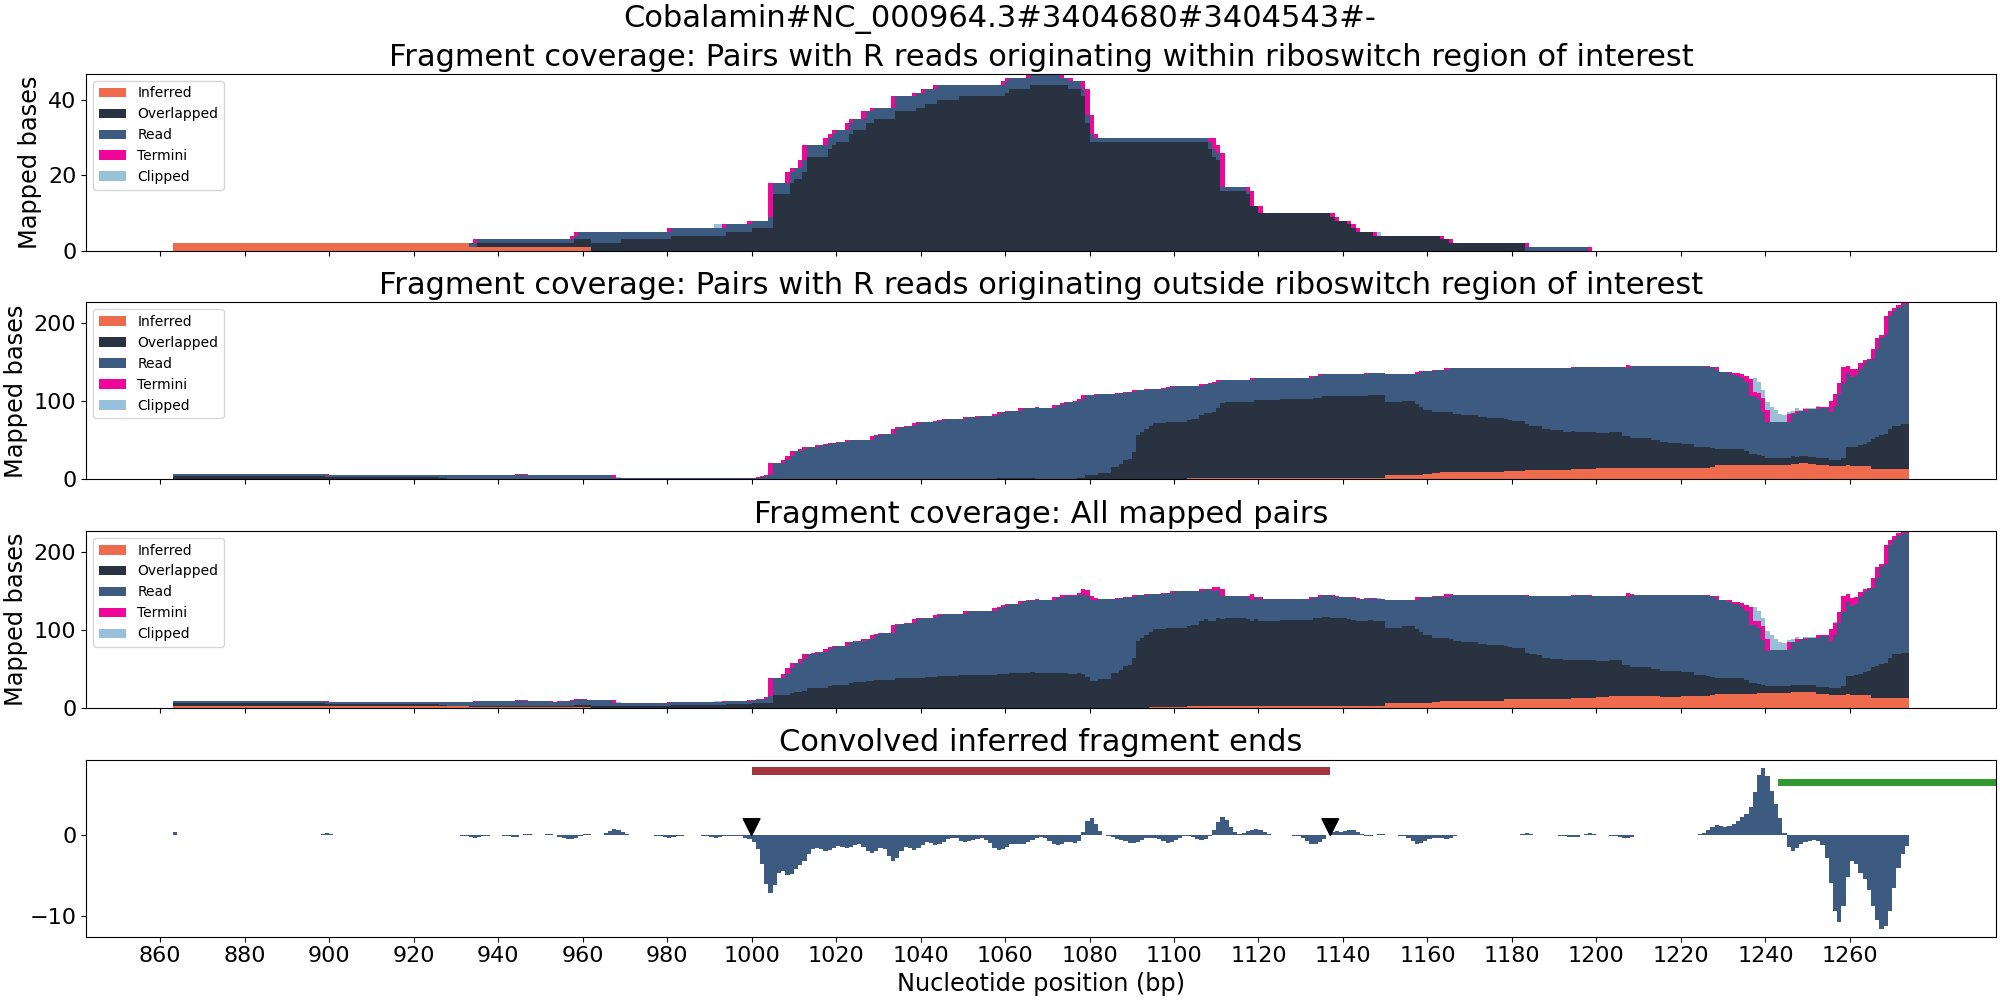 Cobalamin#NC_000964.3#3404680#3404543#-
Fragment coverage: Pairs with R reads originating within riboswitch region of interest
Mapped bases
40
20
0
Inferred
Overlapped
Read
Termini
Clipped
Fragment coverage: Pairs with R reads originating outside riboswitch region of interest
Mapped bases
200
100
0
Inferred
Overlapped
Read
Termini
Clipped
Fragment coverage: All mapped pairs
Mapped bases
200
100
0
Inferred
Overlapped
Read
Termini
Clipped
Convolved inferred fragment ends
0
−10
860 880 900 920 940 960 980 1000 1020 1040 1060 1080 1100 1120 1140 1160 1180 1200 1220 1240 1260
Nucleotide position (bp)